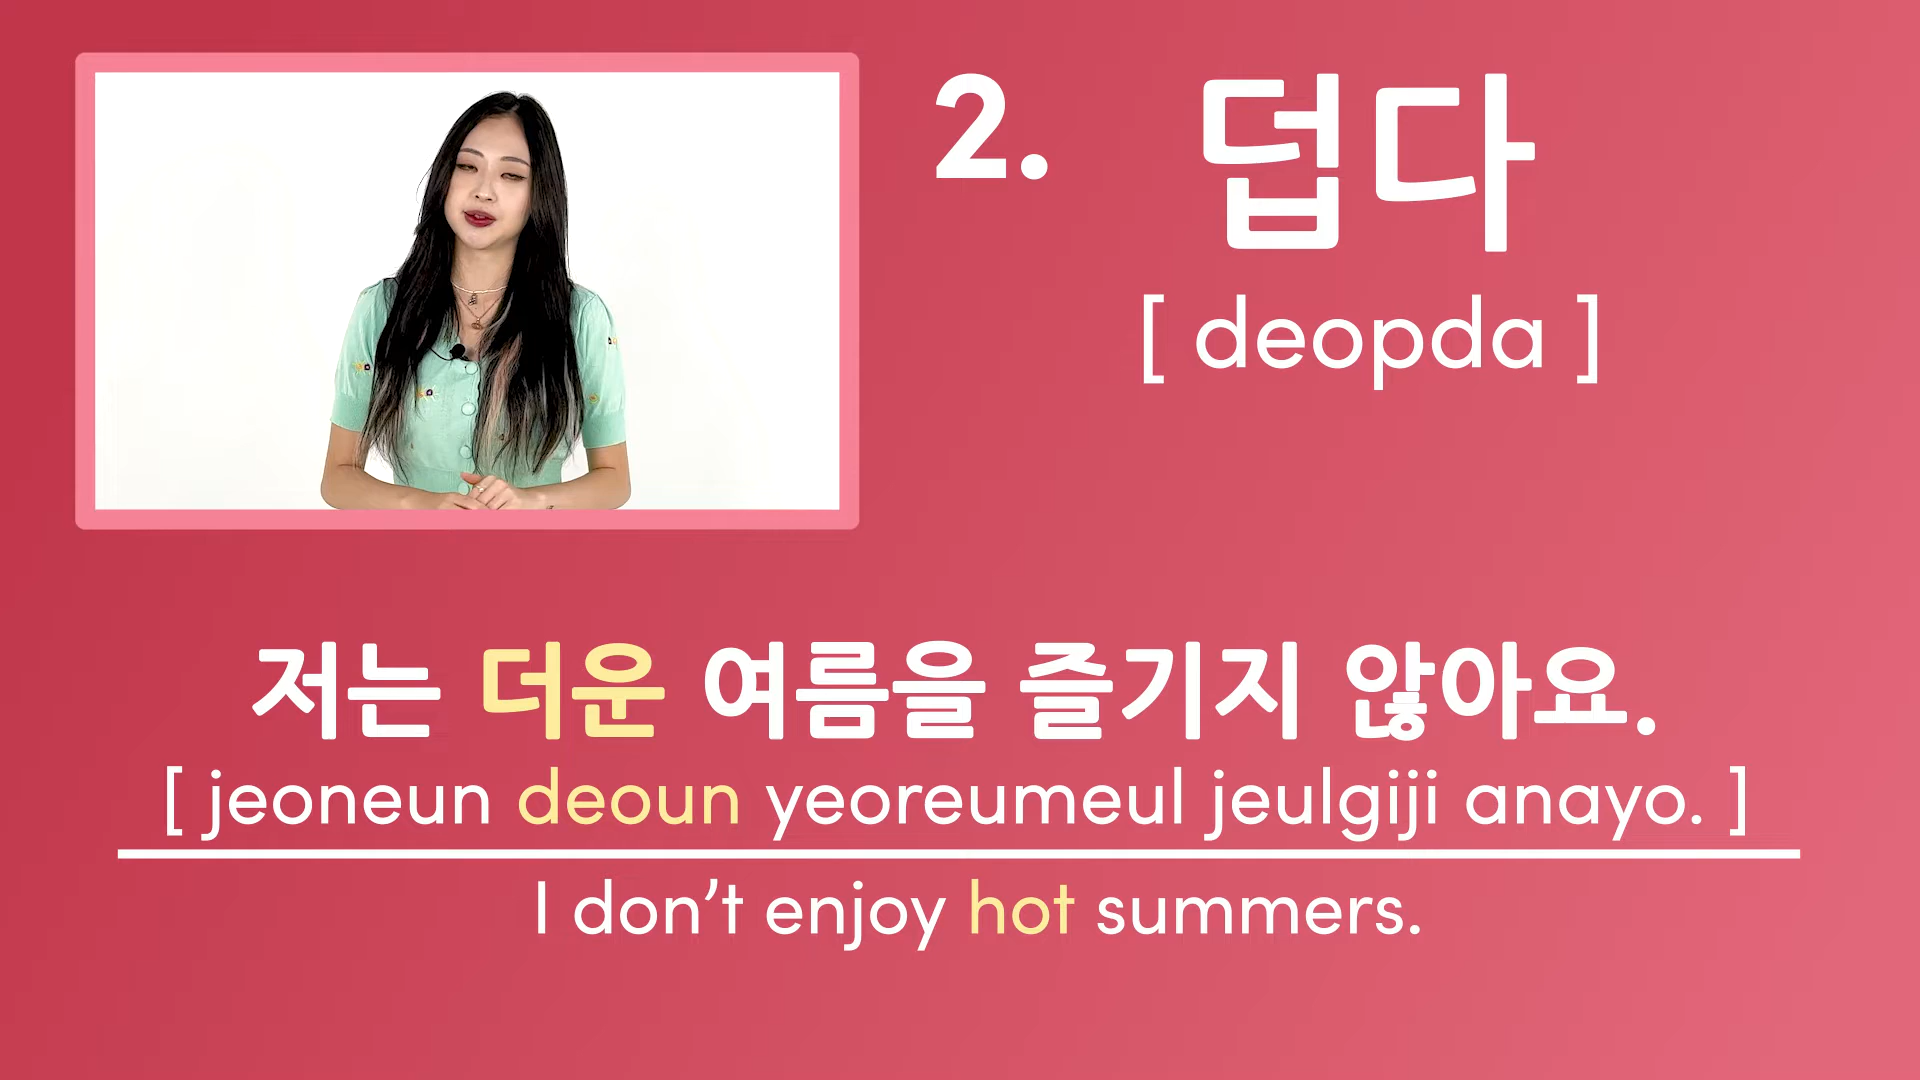 2. 덥다
[ deopda ]
저는 더운 여름을 즐기지 않아요.
[ jeoneun deoun yeoreumeul jeulgiji anayo. ]
I don’t enjoy hot summers.